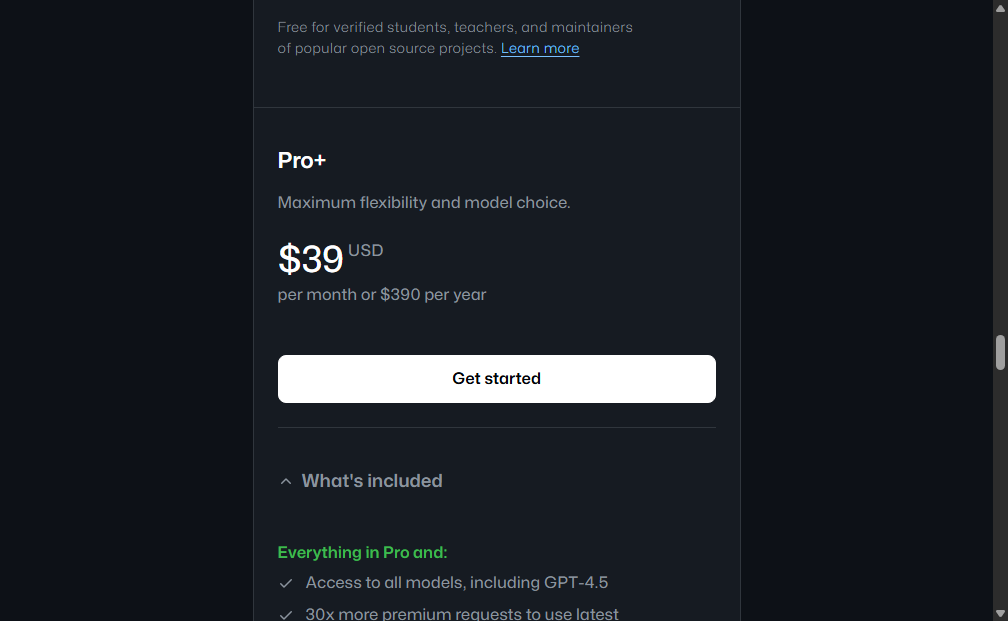 Free for verified students, teachers, and maintainers
of popular open source projects. Learn more
Pro+
Maximum flexibility and model choice.
$39 USD
per month or $390 per year
Get started
What's included
Everything in Pro and:
Access to all models, including GPT-4.5
30x more premium requests to use latest